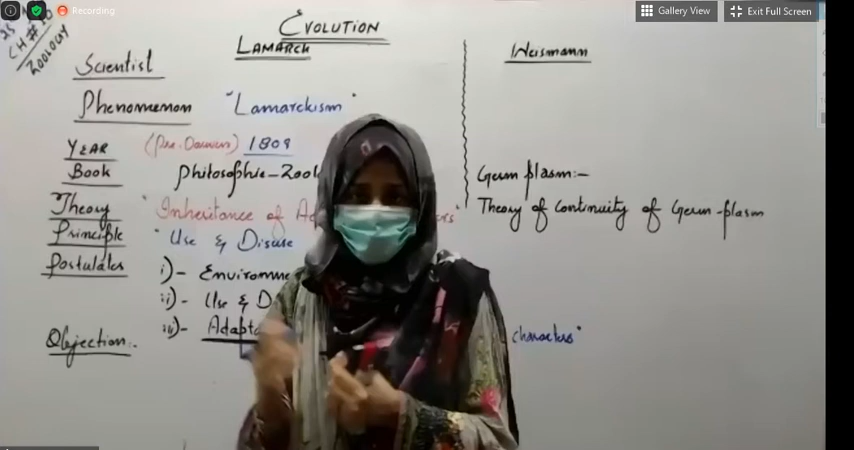 Recording
Gallery View
Exit Full Screen
EVOLUTION
CH#
ZOOLOGY
LAMARCK
Weismann
Scientist
Phenomenon "Lamarckism"
YEAR (Pre-Darwin) 1809
Book Philosophie-Zool
Germ plasm:-
Theory "Inheritance of
Theory of Continuity of Germ-plasm
Principle "Use & Disuse
Postulates i)- Environme
ii)- Use & D
iii)- Adapta
characters"
Objection:-